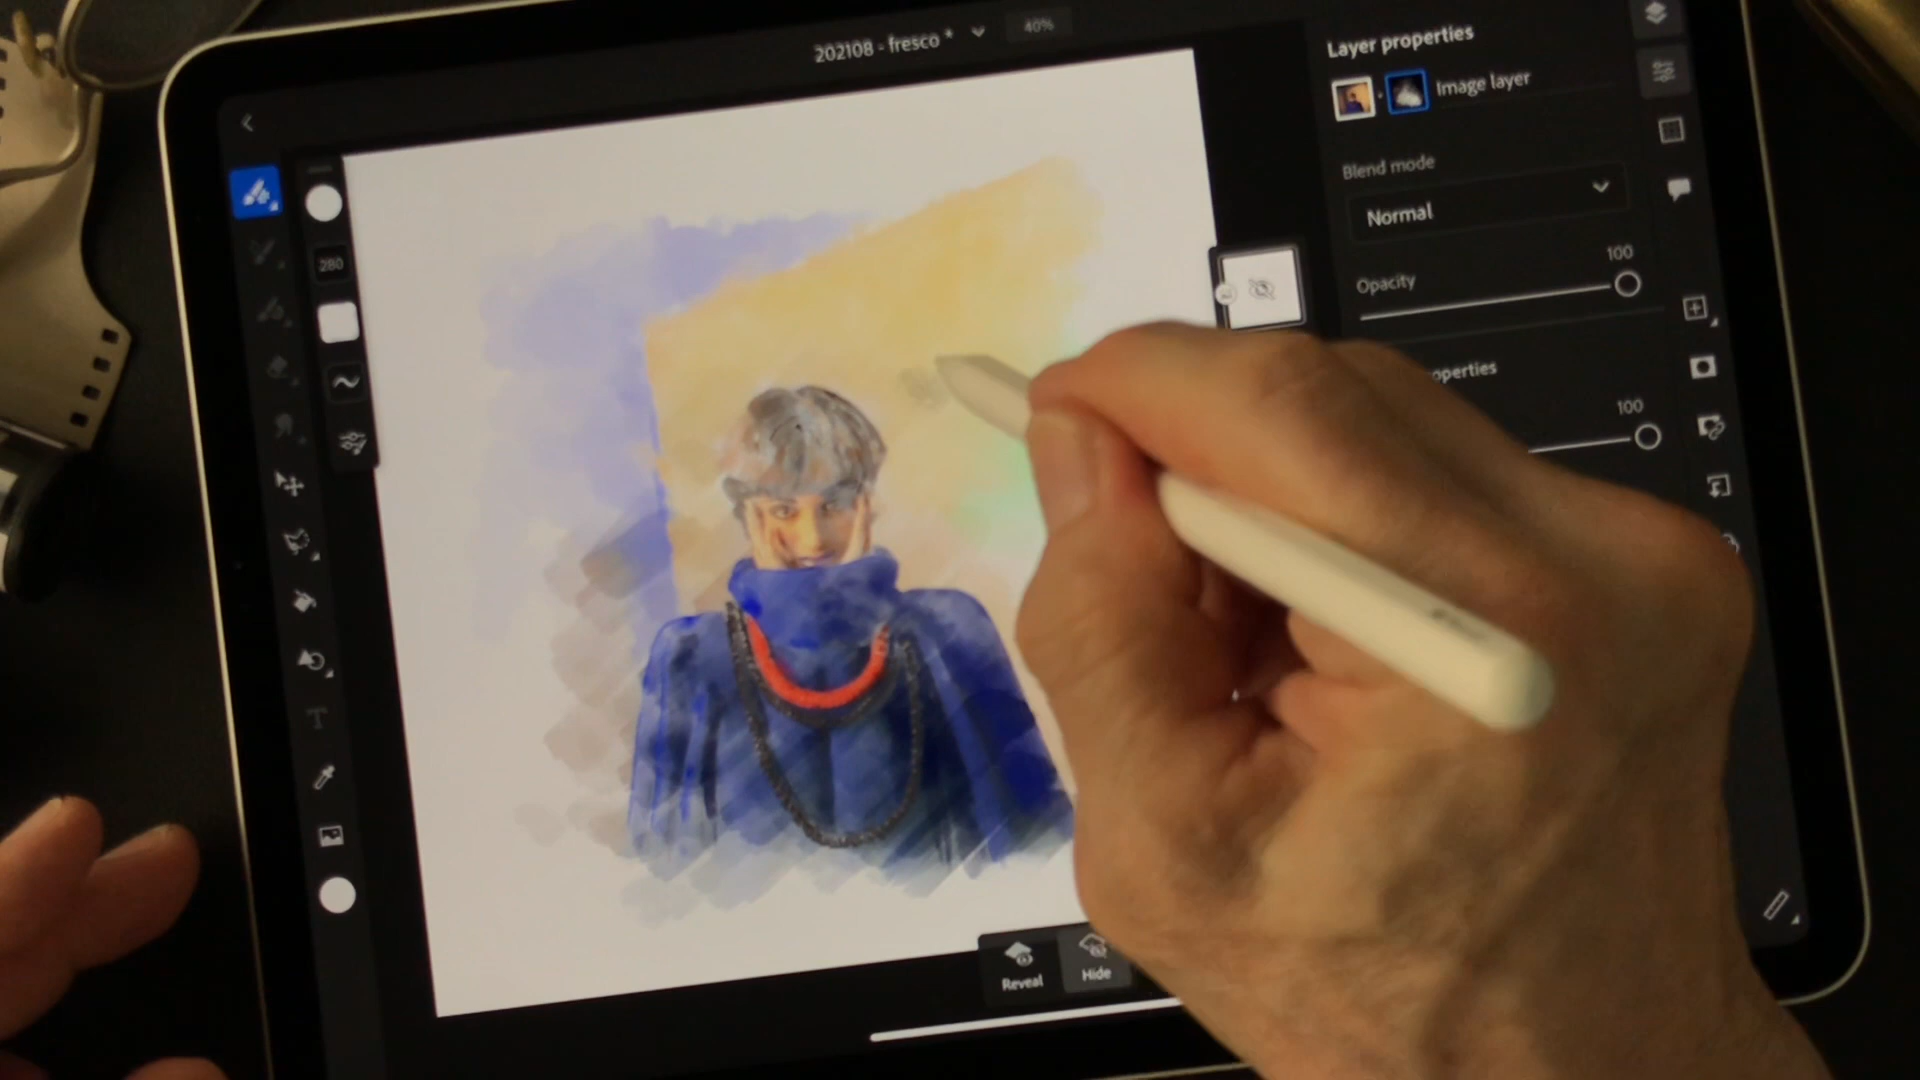 202108 - fresco *
40%
Layer properties
Image layer
Blend mode
Normal
100
Opacity
280
operties
100
T
Reveal
Hide